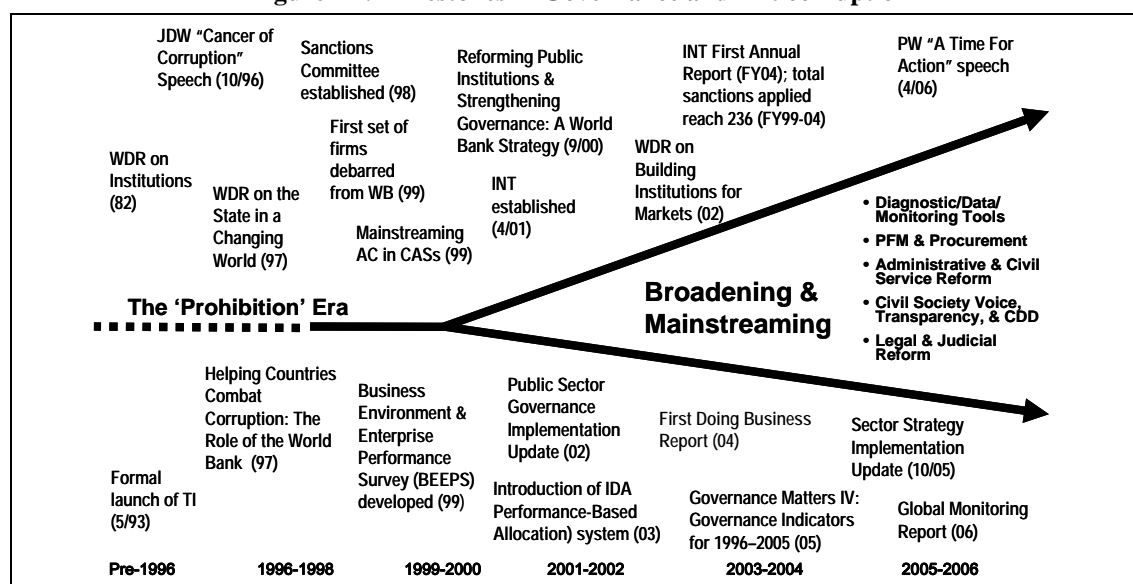 JDW “Cancer of
Corruption”
Speech (10/96)
Sanctions
Committee
established (98)
Reforming Public
Institutions &
Strengthening
Governance: A World
Bank Strategy (9/00)
INT First Annual
Report (FY04); total
sanctions applied
reach 236 (FY99-04)
PW “A Time For
Action” speech
(4/06)
WDR on
Institutions
(82)
WDR on the
State in a
Changing
World (97)
First set of
firms
debarred
from WB (99)
Mainstreaming
AC in CASs (99)
INT
established
(4/01)
WDR on
Building
Institutions for
Markets (02)
• Diagnostic/Data/
Monitoring Tools
• PFM & Procurement
• Administrative & Civil
Service Reform
• Civil Society Voice,
Transparency, & CDD
• Legal & Judicial
Reform
The ‘Prohibition’ Era
Broadening &
Mainstreaming
Formal
launch of TI
(5/93)
Helping Countries
Combat
Corruption: The
Role of the World
Bank (97)
Business
Environment &
Enterprise
Performance
Survey (BEEPS)
developed (99)
Public Sector
Governance
Implementation
Update (02)
Introduction of IDA
Performance-Based
Allocation) system (03)
First Doing Business
Report (04)
Governance Matters IV:
Governance Indicators
for 1996–2005 (05)
Sector Strategy
Implementation
Update (10/05)
Global Monitoring
Report (06)
Pre-1996 1996-1998 1999-2000 2001-2002 2003-2004 2005-2006